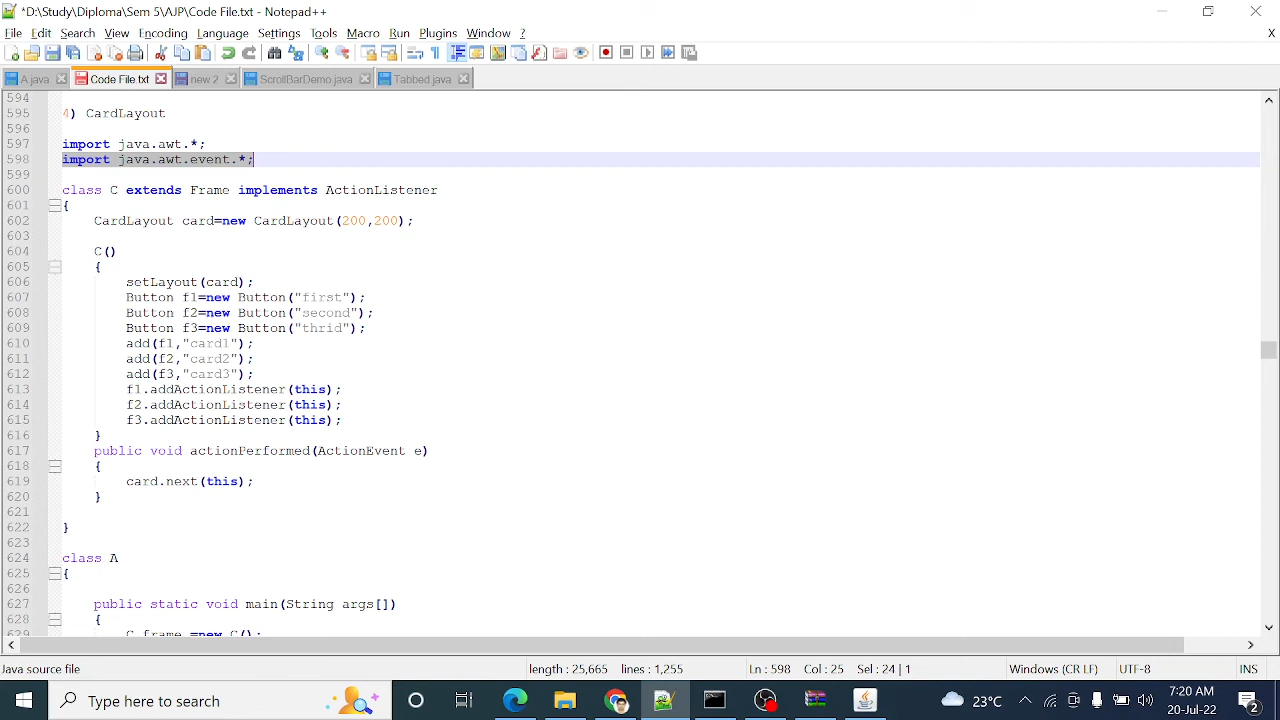 *D:\Study\Diploma\Sem 5\AJP\Code File.txt - Notepad++
File Edit Search View Encoding Language Settings Tools Macro Run Plugins Window ? X
A.java Code File.txt new 2 ScrollBarDemo.java Tabbed.java
594
595 4) CardLayout
596
597 import java.awt.*;
598 import java.awt.event.*;
599
600 class C extends Frame implements ActionListener
601 {
602 CardLayout card=new CardLayout(200,200);
603
604 C()
605 {
606 setLayout(card);
607 Button f1=new Button("first");
608 Button f2=new Button("second");
609 Button f3=new Button("thrid");
610 add(f1,"card1");
611 add(f2,"card2");
612 add(f3,"card3");
613 f1.addActionListener(this);
614 f2.addActionListener(this);
615 f3.addActionListener(this);
616 }
617 public void actionPerformed(ActionEvent e)
618 {
619 card.next(this);
620 }
621
622 }
623
624 class A
625 {
626
627 public static void main(String args[])
628 {
629 C frame =new C();
Java source file length : 25,665 lines : 1,255 Ln : 598 Col : 25 Sel : 24 | 1 Windows (CR LF) UTF-8 INS
Type here to search 23°C 7:20 AM
20-Jul-22 2